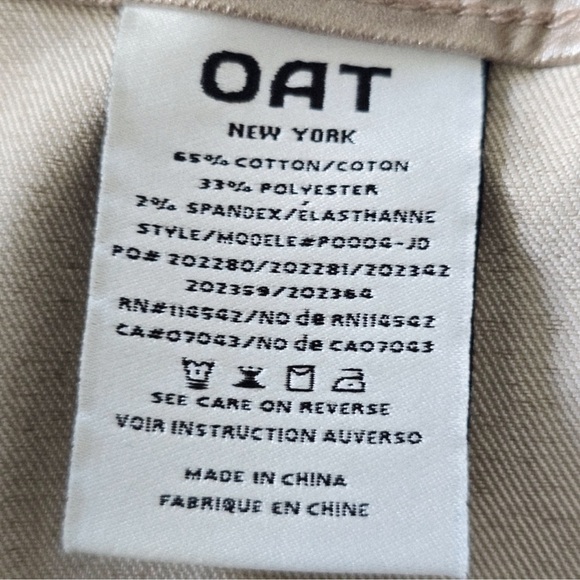 OAT
NEW YORK
65% COTTON/COTON
33% POLYESTER
2% SPANDEX/ÉLASTHANNE
STYLE/MODELE#P0006-JD
PO# 202280/202281/202342
202359/202364
RN#114542/NO de RN114542
CA#07043/NO de CA07043
SEE CARE ON REVERSE
VOIR INSTRUCTION AUVERSO
MADE IN CHINA
FABRIQUE EN CHINE